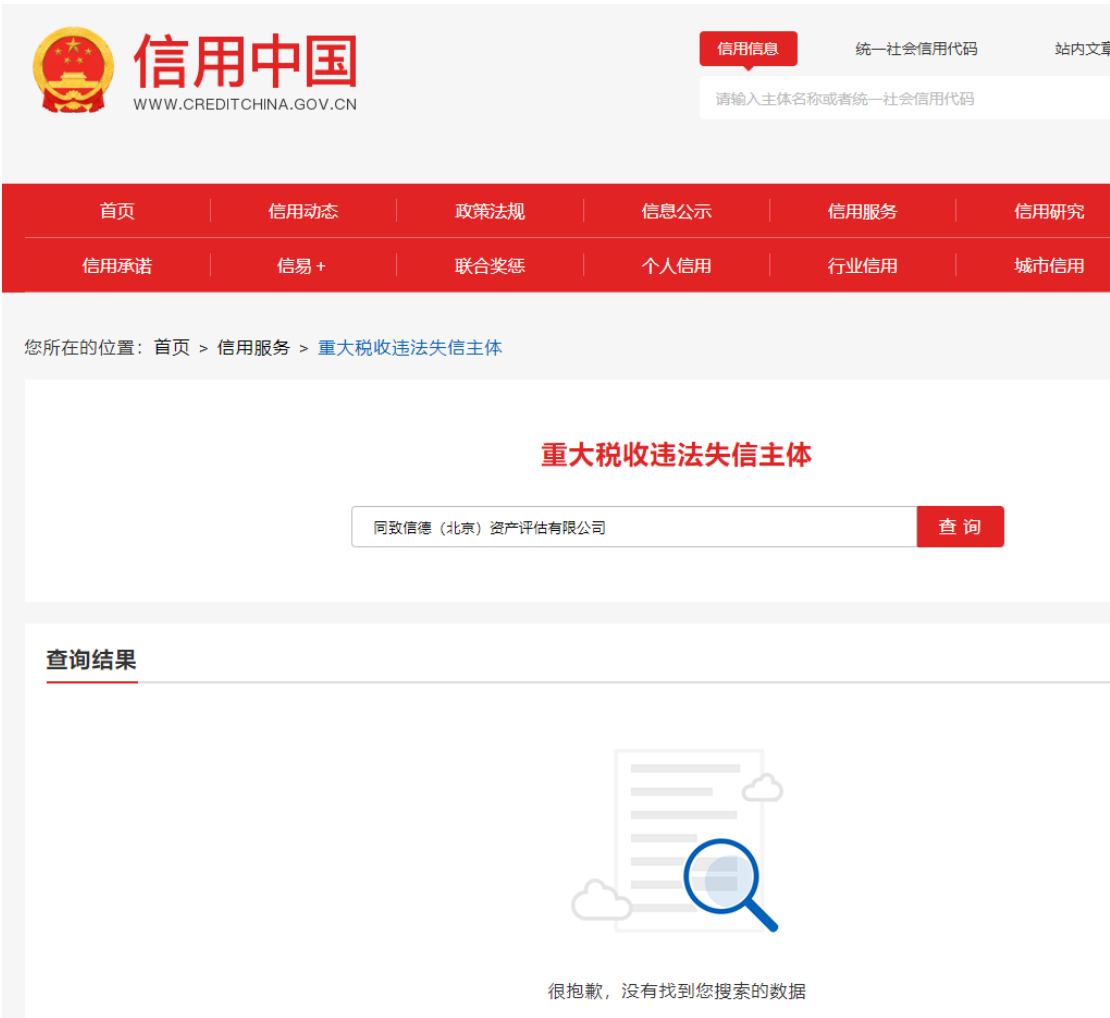 信用中国
WWW.CREDITCHINA.GOV.CN
信用信息 统一社会信用代码 站内文章
请输入主体名称或者统一社会信用代码
首页 信用动态 政策法规 信息公示 信用服务 信用研究
信用承诺 信易+ 联合奖惩 个人信用 行业信用 城市信用
您所在的位置：首页 > 信用服务 > 重大税收违法失信主体
重大税收违法失信主体
同致信德（北京）资产评估有限公司
查询
查询结果
很抱歉，没有找到您搜索的数据